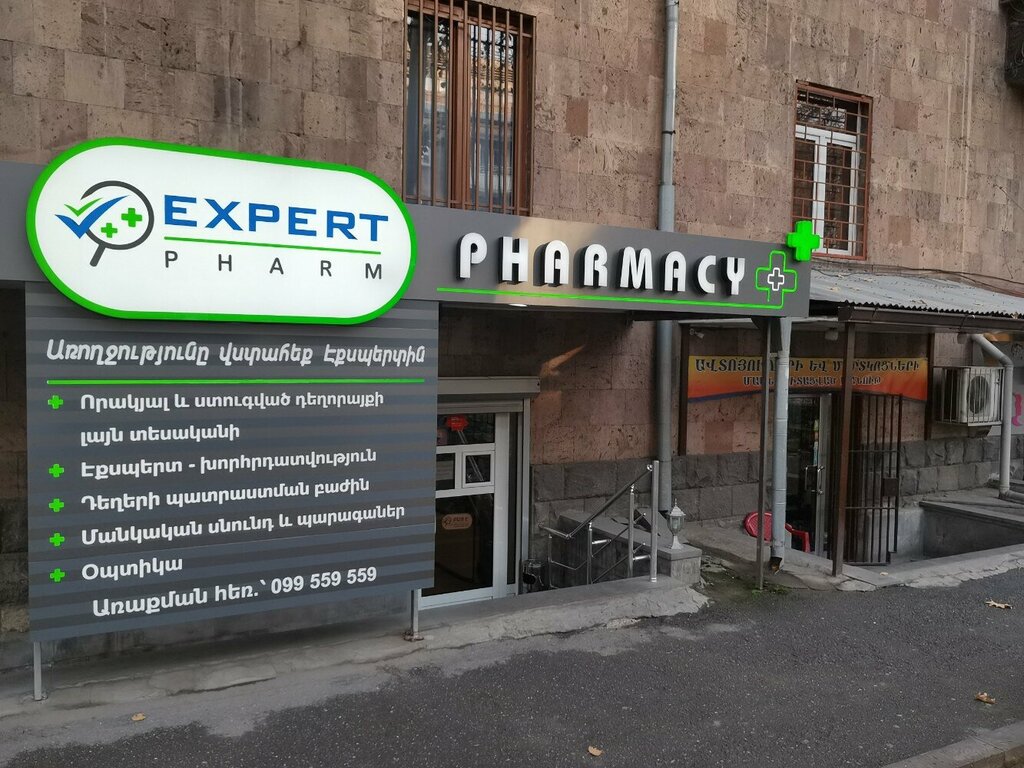 EXPERT
PHARM
PHARMACY
Առողջությունը վստահեք Էքսպերտին
Որակյալ և ստուգված դեղորայքի
լայն տեսականի
Էքսպերտ - խորհրդատվություն
Դեղերի պատրաստման բաժին
Մանկական սնունդ և պարագաներ
Օպտիկա
Առաքման հեռ.՝ 099 559 559
ԵՎ